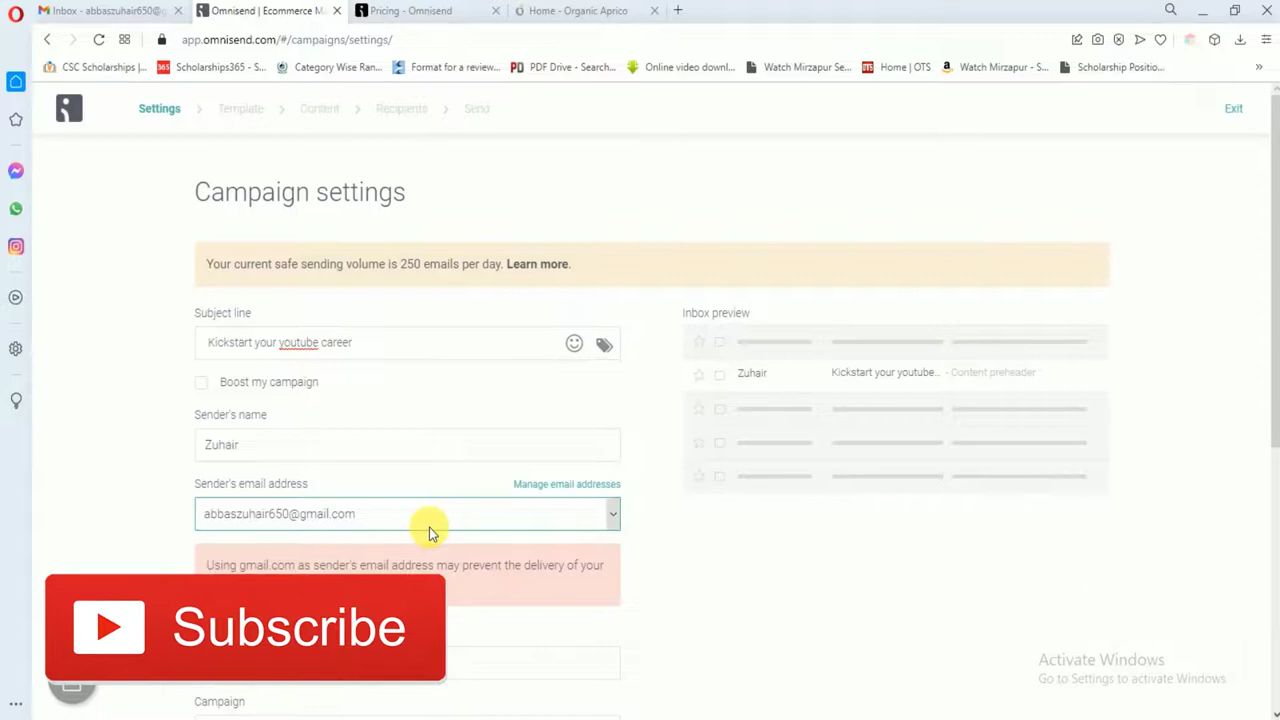 Inbox - abbaszuhair650@g
Omnisend | Ecommerce M
Pricing - Omnisend
Home - Organic Aprico
app.omnisend.com/#/campaigns/settings/
CSC Scholarships |...
365
Scholarships365 - S...
Category Wise Ran...
Format for a review...
PD
PDF Drive - Search...
Online video downl...
Watch Mirzapur Se...
OTS
Home | OTS
Watch Mirzapur - S...
Scholarship Positio...
»
Settings > Template > Content > Recipients > Send
Exit
Campaign settings
Your current safe sending volume is 250 emails per day. Learn more.
Subject line
Kickstart your youtube career
Boost my campaign
Sender's name
Zuhair
Sender's email address
Manage email addresses
abbaszuhair650@gmail.com
Using gmail.com as sender's email address may prevent the delivery of your
Inbox preview
Zuhair Kickstart your youtube... - Content preheader
Subscribe
Campaign
Activate Windows
Go to Settings to activate Windows.